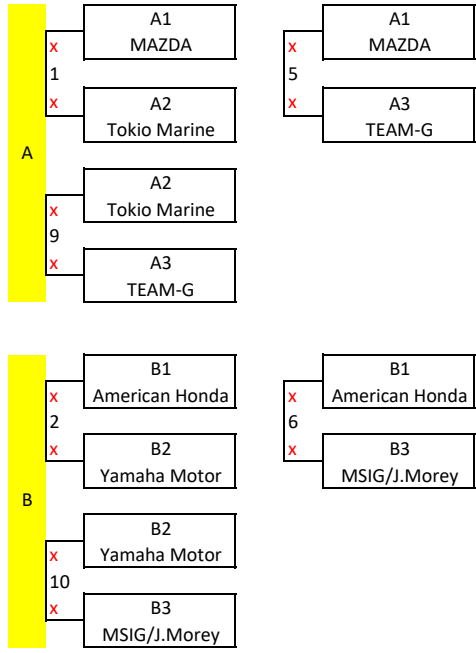 A
x
1
x
A1
MAZDA
A2
Tokio Marine
x
5
x
A1
MAZDA
A3
TEAM-G
x
9
x
A2
Tokio Marine
A3
TEAM-G
B
x
2
x
B1
American Honda
B2
Yamaha Motor
x
6
x
B1
American Honda
B3
MSIG/J.Morey
x
10
x
B2
Yamaha Motor
B3
MSIG/J.Morey